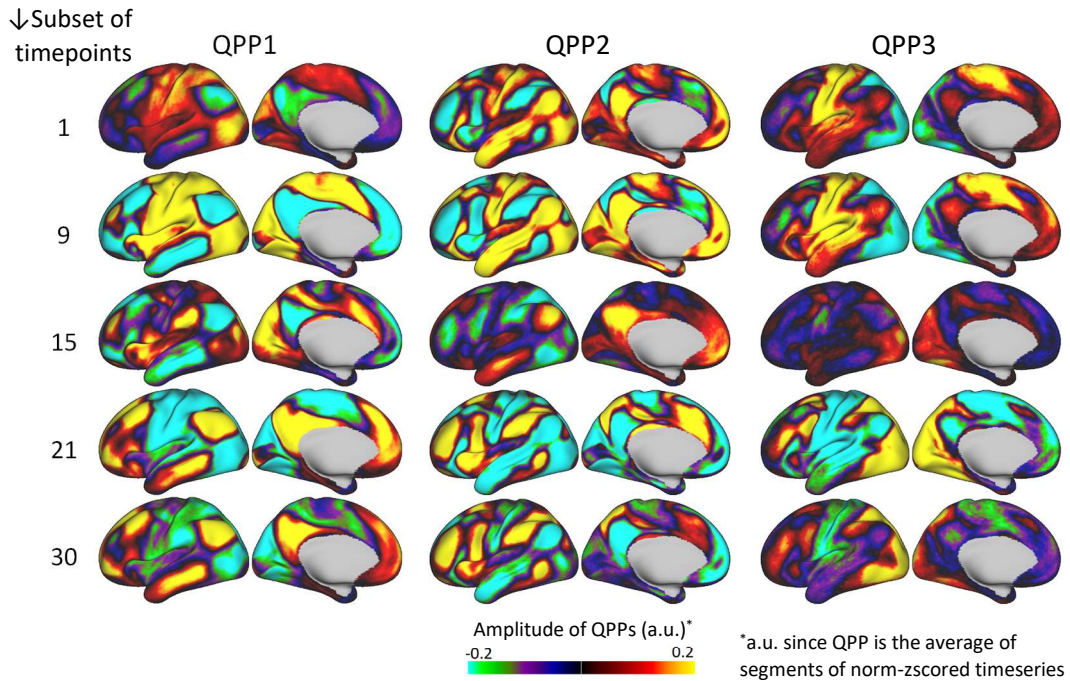 ↓Subset of
timepoints
QPP1 QPP2 QPP3
1
9
15
21
30
Amplitude of QPPs (a.u.)*
-0.2 0.2
*a.u. since QPP is the average of
segments of norm-zscored timeseries